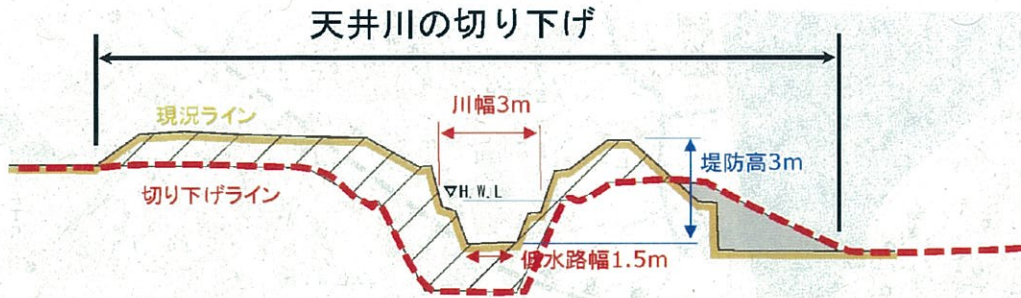 天井川の切り下げ
現況ライン
川幅3m
堤防高3m
切り下げライン
▽H.W.L
低水路幅1.5m